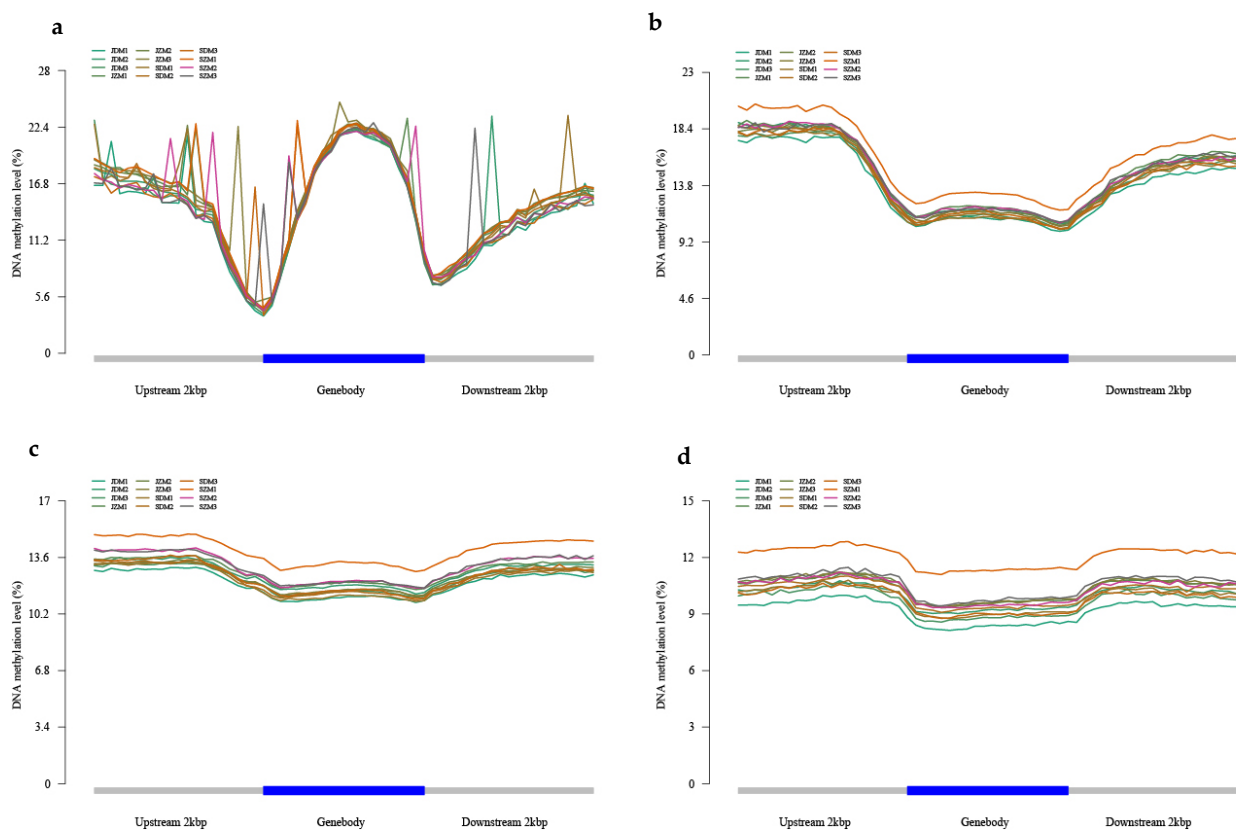 a
JDM1 JZM2 SDM3
JDM2 JZM3 SZM1
JDM3 SDM1 SZM2
JZM1 SDM2 SZM3
28
22.4
16.8
11.2
5.6
0
DNA methylation level (%)
Upstream 2kbp Genebody Downstream 2kbp
b
JDM1 JZM2 SDM3
JDM2 JZM3 SZM1
JDM3 SDM1 SZM2
JZM1 SDM2 SZM3
23
18.4
13.8
9.2
4.6
0
DNA methylation level (%)
Upstream 2kbp Genebody Downstream 2kbp
c
JDM1 JZM2 SDM3
JDM2 JZM3 SZM1
JDM3 SDM1 SZM2
JZM1 SDM2 SZM3
17
13.6
10.2
6.8
3.4
0
DNA methylation level (%)
Upstream 2kbp Genebody Downstream 2kbp
d
JDM1 JZM2 SDM3
JDM2 JZM3 SZM1
JDM3 SDM1 SZM2
JZM1 SDM2 SZM3
15
12
9
6
3
0
DNA methylation level (%)
Upstream 2kbp Genebody Downstream 2kbp